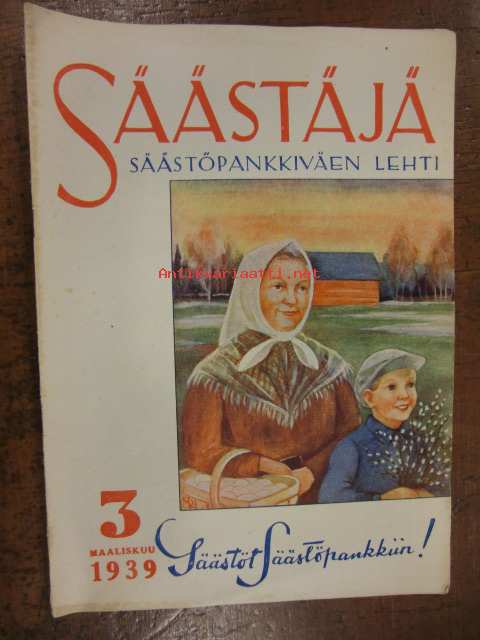 SÄÄSTÄJÄ
SÄÄSTÖPANKKIVÄEN LEHTI
Antikvariaatti.net
3
MAALISKUU
1939
Säästöt Säästöpankkiin!